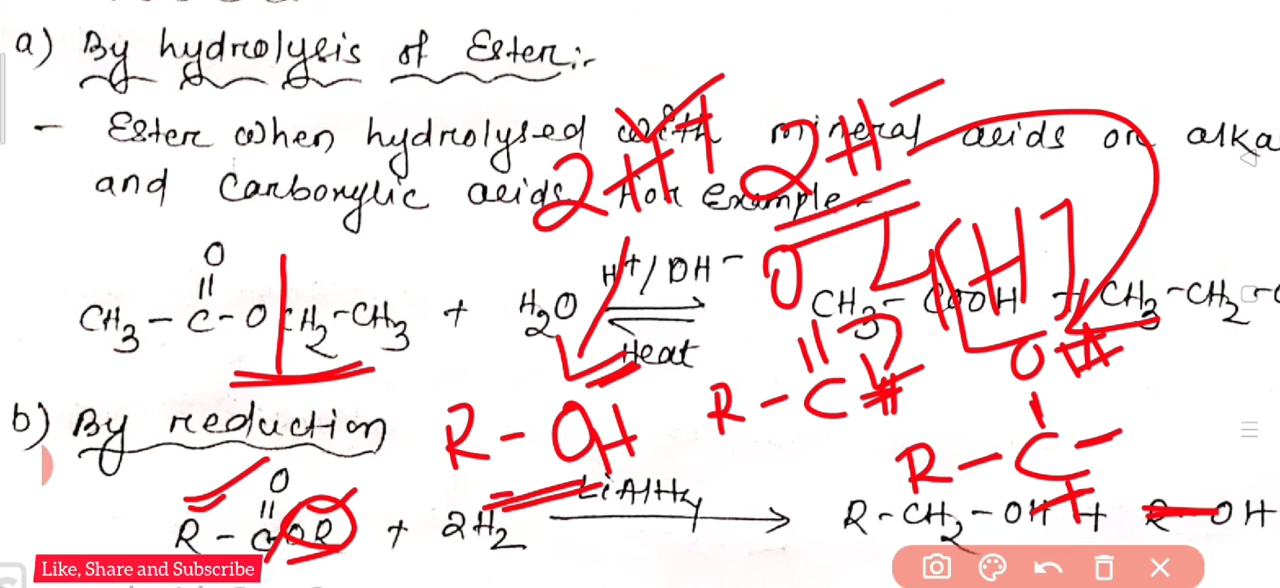 a) By hydrolysis of Ester:-
- Ester when hydrolysed with mineral acids or alka
and Carboxylic acids. For Example-
2H+ 2H-
O [H]
O
CH3-C-O CH2-CH3 + H2O H+/OH- Heat CH3-COOH + CH3-CH2-O
R-C
OH
R-C-
H
b) By reduction R-OH
O
R-COR + 2H2 LiAlH4 R-CH2-OH + R-OH
Like, Share and Subscribe